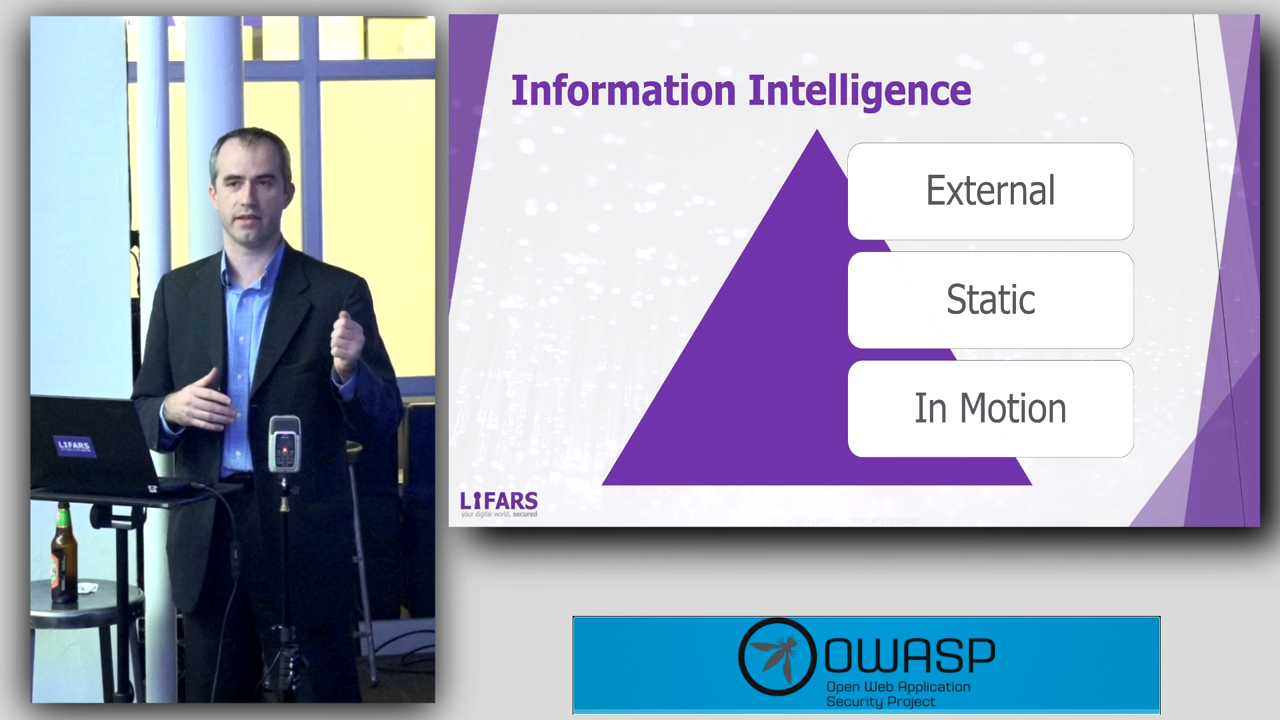 Information Intelligence
External
Static
In Motion
LIFARS
your digital world, secured
LIFARS
OWASP
Open Web Application
Security Project